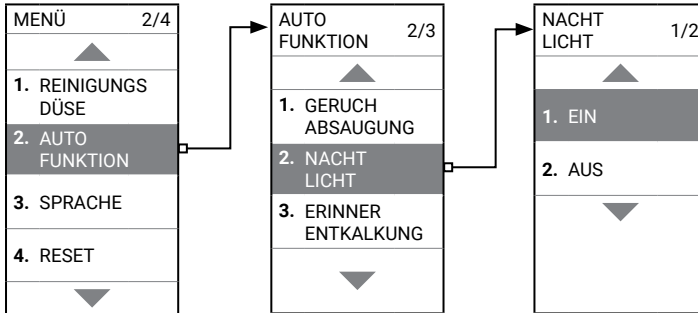 MENÜ 2/4
1. REINIGUNGS
DÜSE
2. AUTO
FUNKTION
3. SPRACHE
4. RESET
AUTO
FUNKTION 2/3
1. GERUCH
ABSAUGUNG
2. NACHT
LICHT
3. ERINNER
ENTKALKUNG
NACHT
LICHT 1/2
1. EIN
2. AUS